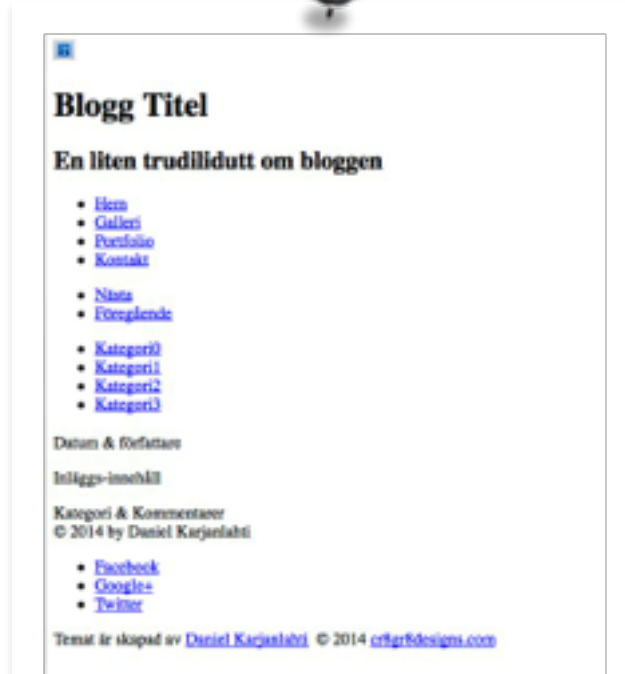 Blogg Titel
En liten trudilidutt om bloggen
Hem
Galleri
Portfolio
Kontakt
Nästa
Föregående
Kategori0
Kategori1
Kategori2
Kategori3
Datum & författare
Inläggs-innehåll
Kategori & Kommentarer
© 2014 by Daniel Karjanlahti
Facebook
Google+
Twitter
Temat är skapad av Daniel Karjanlahti © 2014 cr8gr8designs.com